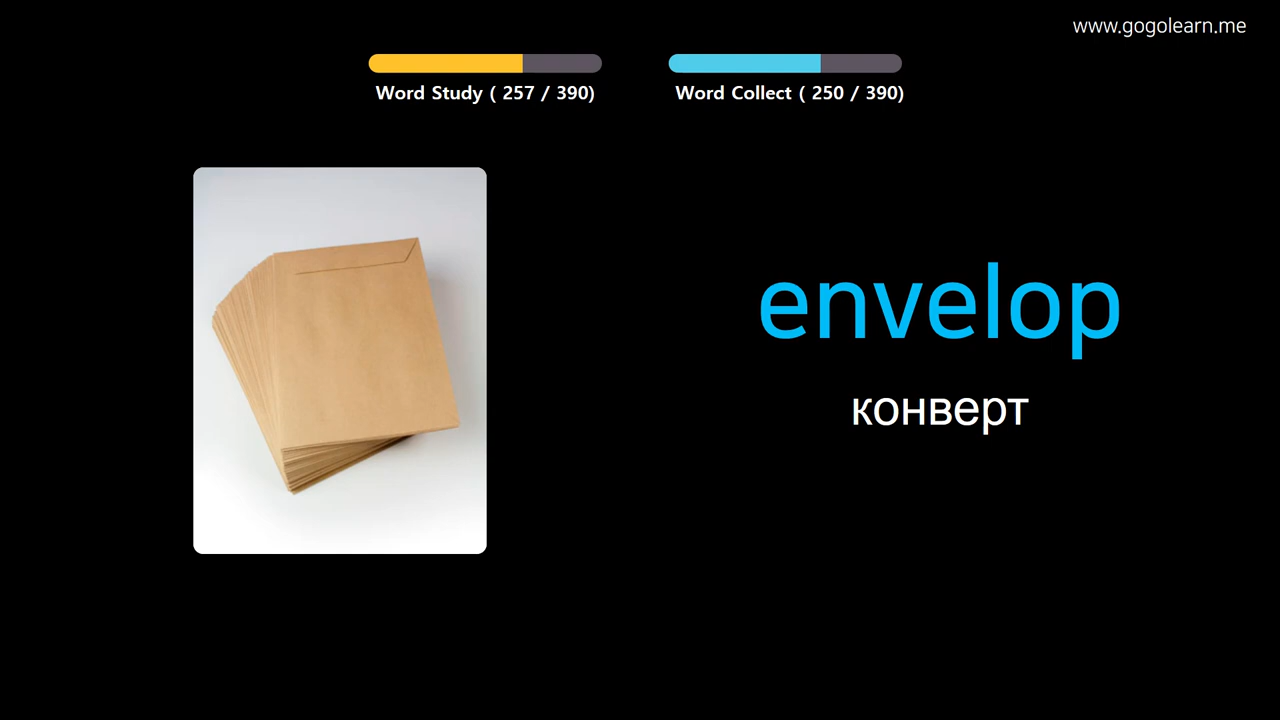 www.gogolearn.me
Word Study ( 257 / 390)
Word Collect ( 250 / 390)
envelop
конверт